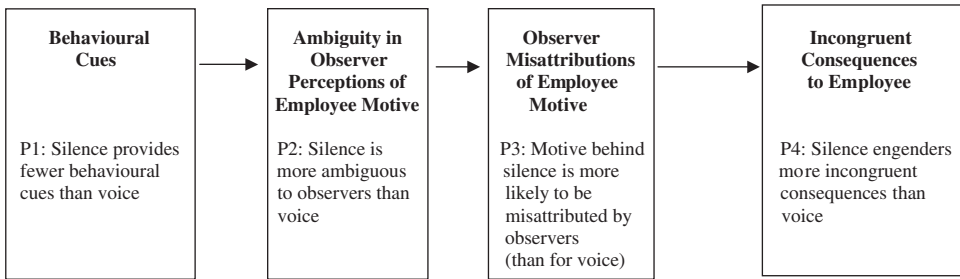 Behavioural
Cues
P1: Silence provides
fewer behavioural
cues than voice
Ambiguity in
Observer
Perceptions of
Employee Motive
P2: Silence is
more ambiguous
to observers than
voice
Observer
Misattributions
of Employee
Motive
P3: Motive behind
silence is more
likely to be
misattributed by
observers
(than for voice)
Incongruent
Consequences
to Employee
P4: Silence engenders
more incongruent
consequences than
voice